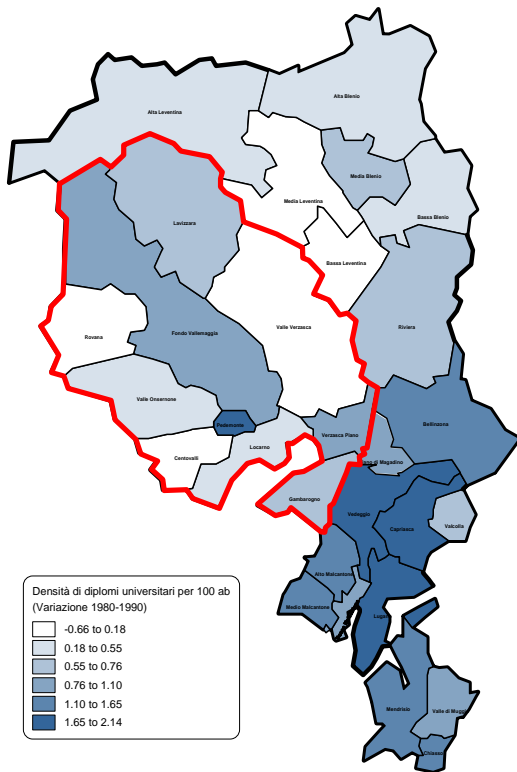 Alta Blenio
Alta Leventina
Media Blenio
Media Leventina
Bassa Blenio
Lavizzara
Bassa Leventina
Valle Verzasca
Riviera
Fondo Vallemaggia
Rovana
Valle Onsernone
Pedemonte
Bellinzona
Verzasca Piano
Locarno
Centovalli
di Magadino
Gambarogno
Vedeggio
Capriasca
Valcolla
Alto Malcantone
Medio Malcantone
Densità di diplomi universitari per 100 ab
(Variazione 1980-1990)
-0.66 to 0.18
0.18 to 0.55
0.55 to 0.76
0.76 to 1.10
1.10 to 1.65
1.65 to 2.14
Mendrisio
Valle di Muggio
Chiasso